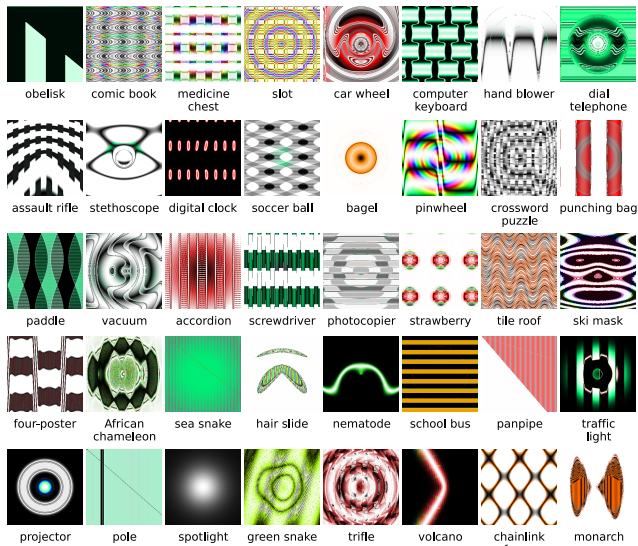 obelisk
comic book
medicine
chest
slot
car wheel
computer
keyboard
hand blower
dial
telephone
assault rifle
stethoscope
digital clock
soccer ball
bagel
pinwheel
crossword
puzzle
punching bag
paddle
vacuum
accordion
screwdriver
photocopier
strawberry
tile roof
ski mask
four-poster
African
chameleon
sea snake
hair slide
nematode
school bus
panpipe
traffic
light
projector
pole
spotlight
green snake
trifle
volcano
chainlink
monarch